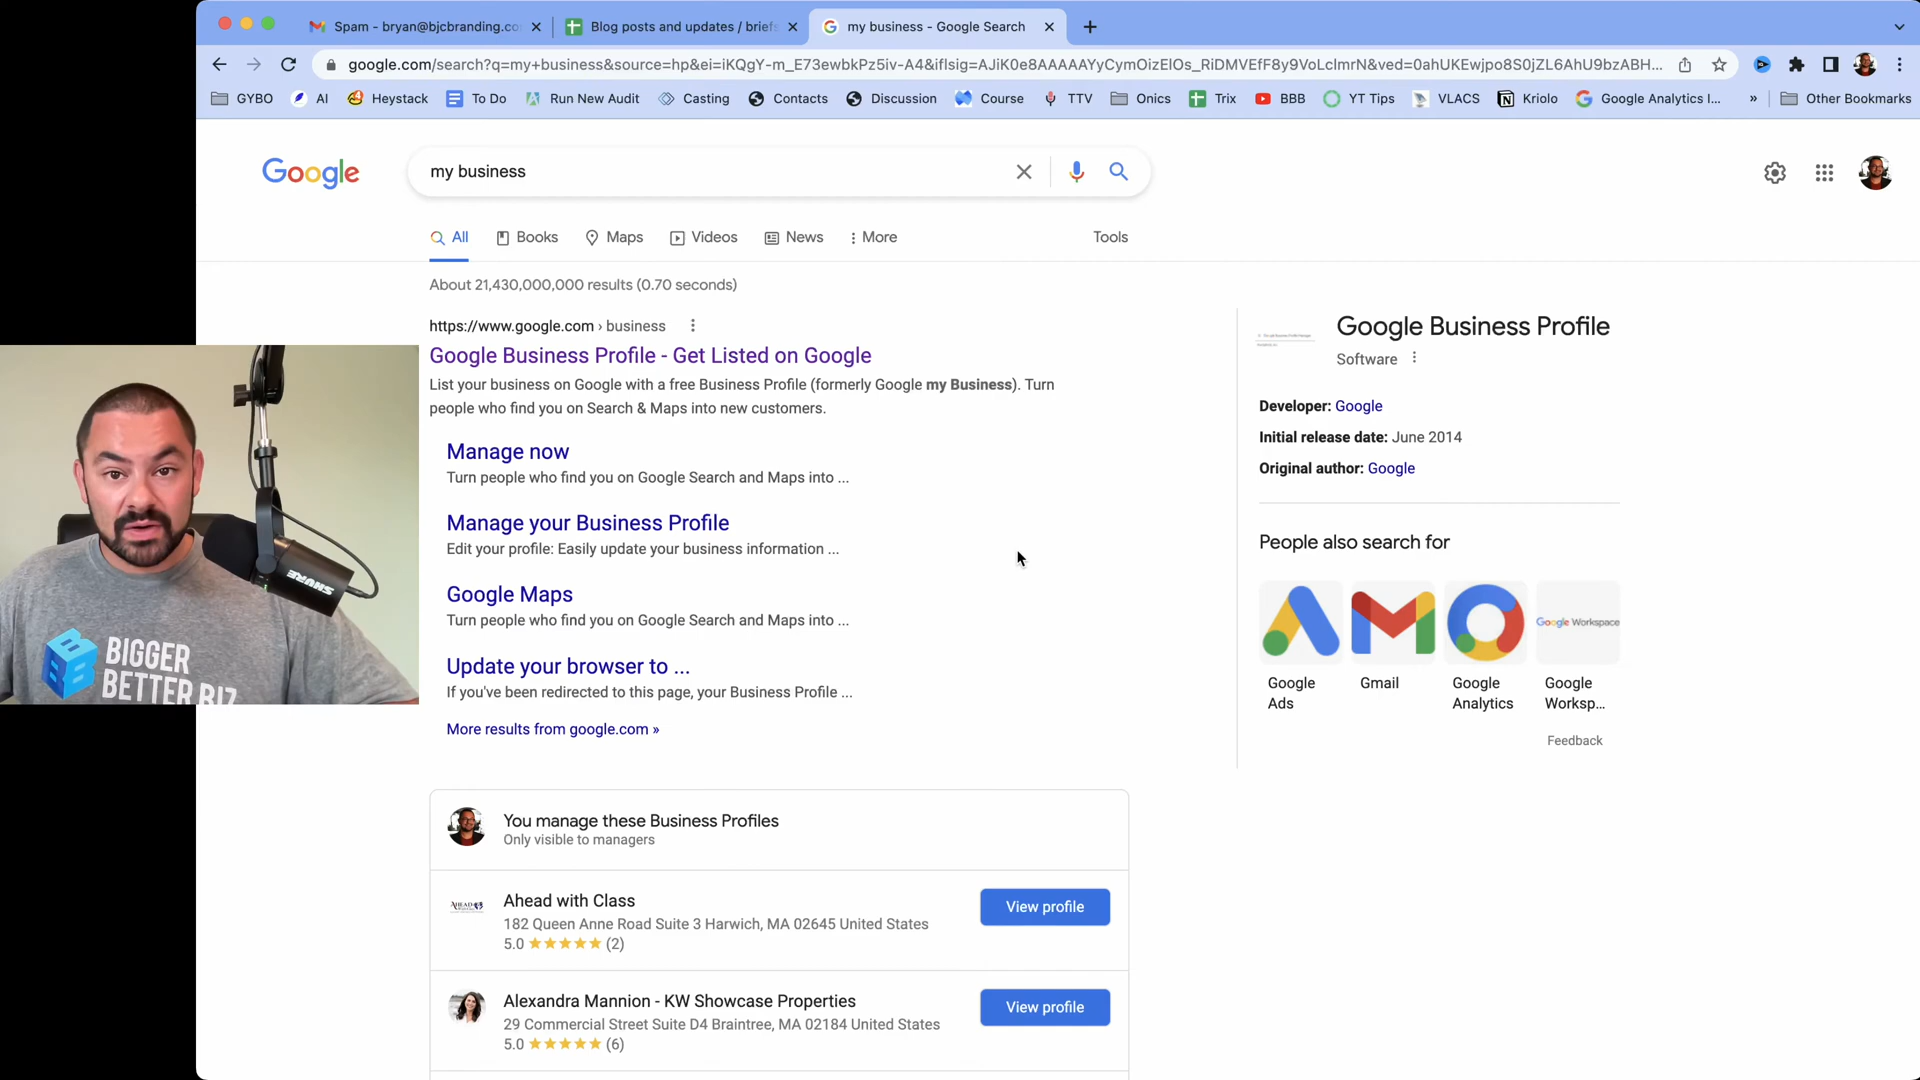 Spam - bryan@bjcbranding.co
Blog posts and updates / briefs
my business - Google Search
google.com/search?q=my+business&source=hp&ei=iKQgY-m_E73ewbkPz5iv-A4&iflsig=AJiK0e8AAAAAYyCymOizElOs_RiDMVEfF8y9VoLclmrN&ved=0ahUKEwjpo8S0jZL6AhU9bzABH...
GYBO
AI
Heystack
To Do
Run New Audit
Casting
Contacts
Discussion
Course
TTV
Onics
Trix
BBB
YT Tips
VLACS
Kriolo
Google Analytics I...
»
Other Bookmarks
Google
my business
All
Books
Maps
Videos
News
More
Tools
About 21,430,000,000 results (0.70 seconds)
https://www.google.com › business
Google Business Profile - Get Listed on Google
List your business on Google with a free Business Profile (formerly Google my Business). Turn
people who find you on Search & Maps into new customers.
Manage now
Turn people who find you on Google Search and Maps into ...
Manage your Business Profile
Edit your profile: Easily update your business information ...
Google Maps
Turn people who find you on Google Search and Maps into ...
Update your browser to ...
If you've been redirected to this page, your Business Profile ...
More results from google.com »
You manage these Business Profiles
Only visible to managers
AHEAD
Ahead with Class
182 Queen Anne Road Suite 3 Harwich, MA 02645 United States
5.0 ★★★★★ (2)
View profile
Alexandra Mannion - KW Showcase Properties
29 Commercial Street Suite D4 Braintree, MA 02184 United States
5.0 ★★★★★ (6)
View profile
Google Business Profile
Software
Developer: Google
Initial release date: June 2014
Original author: Google
People also search for
Google Workspace
Google
Ads
Gmail
Google
Analytics
Google
Worksp...
Feedback
SHURE
BIGGER
BETTER BIZ